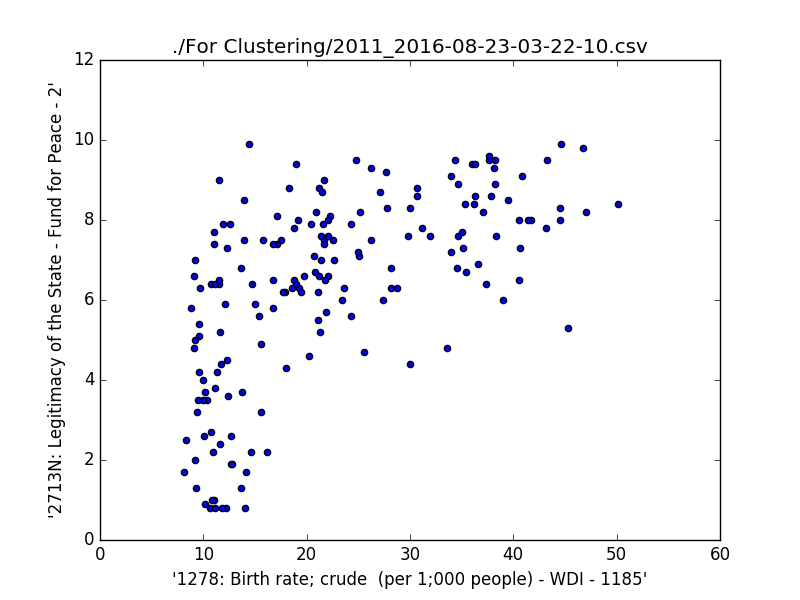 ./For Clustering/2011_2016-08-23-03-22-10.csv
'2713N: Legitimacy of the State - Fund for Peace - 2'
12
10
8
6
4
2
0
0 10 20 30 40 50 60
'1278: Birth rate; crude  (per 1;000 people) - WDI - 1185'